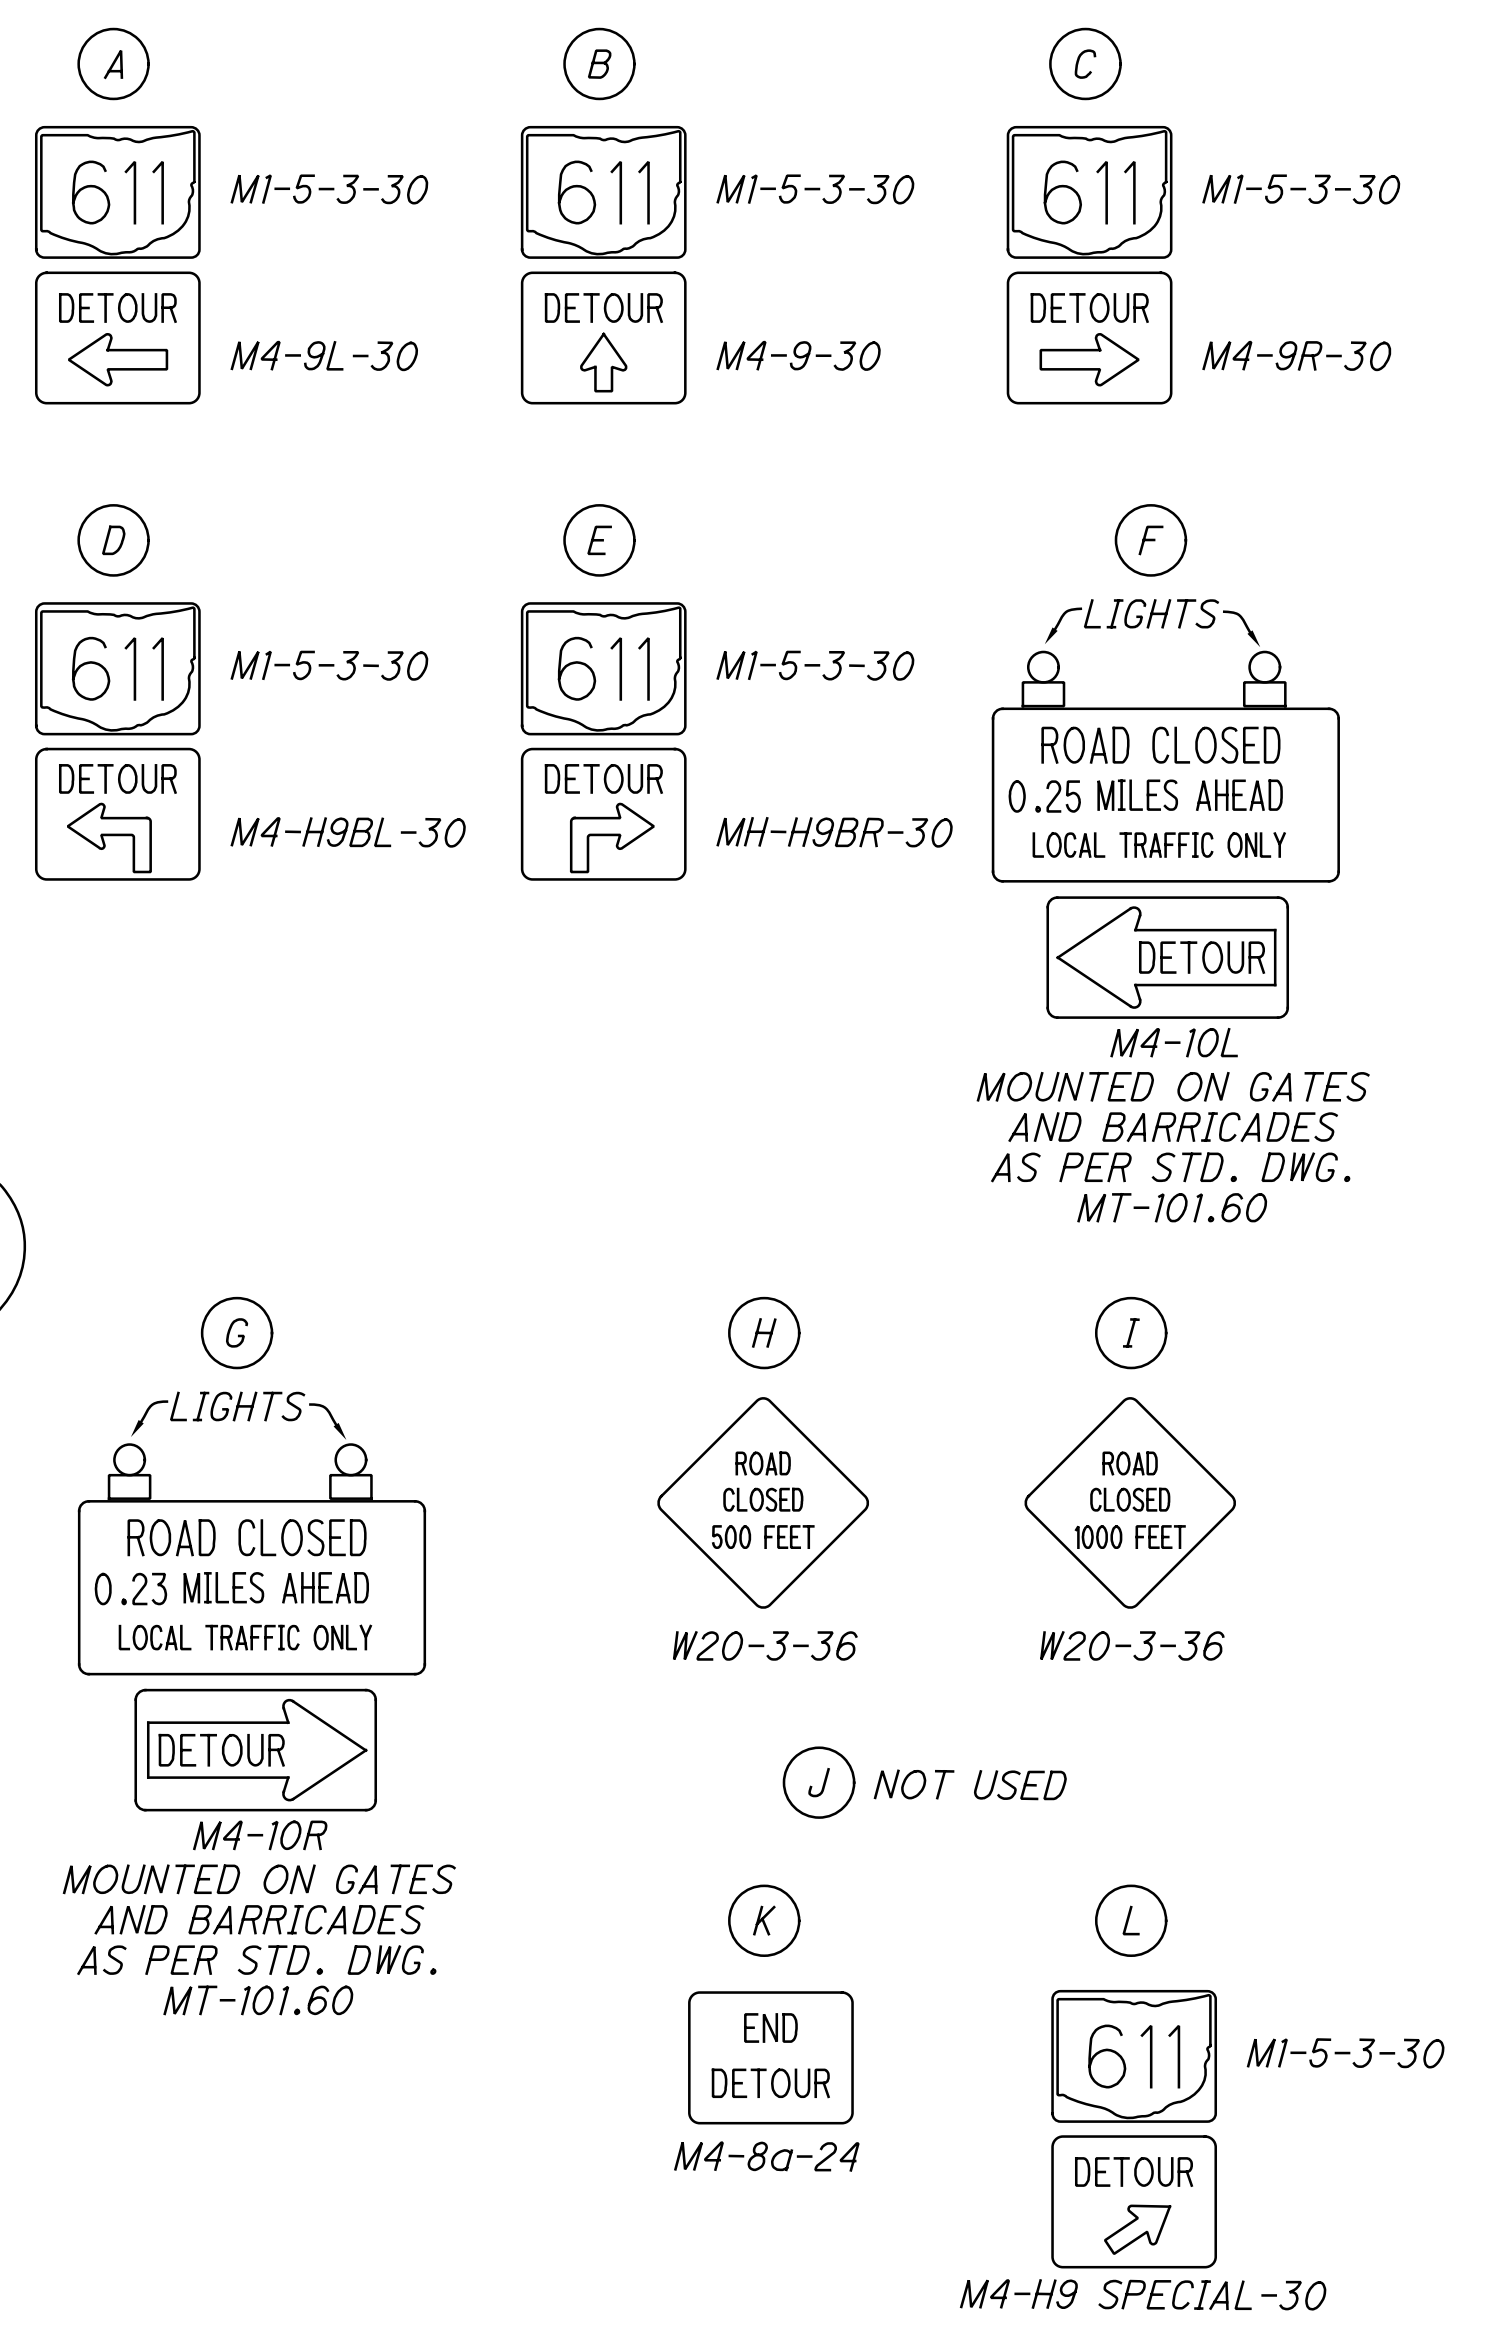 A
611
M1-5-3-30
DETOUR
M4-9L-30
B
611
M1-5-3-30
DETOUR
M4-9-30
C
611
M1-5-3-30
DETOUR
M4-9R-30
D
611
M1-5-3-30
DETOUR
M4-H9BL-30
E
611
M1-5-3-30
DETOUR
MH-H9BR-30
F
LIGHTS
ROAD CLOSED
0.25 MILES AHEAD
LOCAL TRAFFIC ONLY
DETOUR
M4-10L
MOUNTED ON GATES
AND BARRICADES
AS PER STD. DWG.
MT-101.60
G
LIGHTS
ROAD CLOSED
0.23 MILES AHEAD
LOCAL TRAFFIC ONLY
DETOUR
M4-10R
MOUNTED ON GATES
AND BARRICADES
AS PER STD. DWG.
MT-101.60
H
ROAD
CLOSED
500 FEET
W20-3-36
I
ROAD
CLOSED
1000 FEET
W20-3-36
J NOT USED
K
END
DETOUR
M4-8a-24
L
611
M1-5-3-30
DETOUR
M4-H9 SPECIAL-30